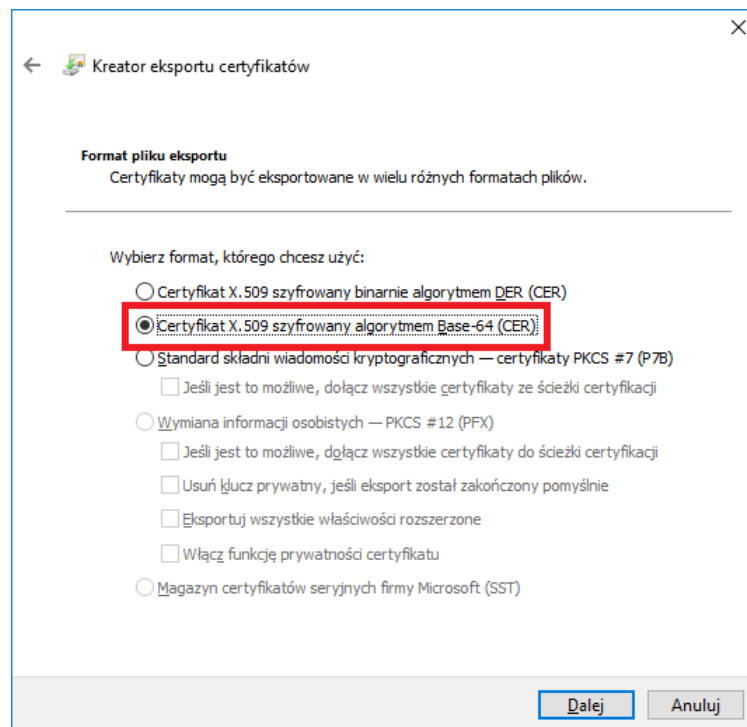 Kreator eksportu certyfikatów
Format pliku eksportu
Certyfikaty mogą być eksportowane w wielu różnych formatach plików.
Wybierz format, którego chcesz użyć:
Certyfikat X.509 szyfrowany binarnie algorytmem DER (CER)
Certyfikat X.509 szyfrowany algorytmem Base-64 (CER)
Standard składni wiadomości kryptograficznych — certyfikaty PKCS #7 (P7B)
Jeśli jest to możliwe, dołącz wszystkie certyfikaty ze ścieżki certyfikacji
Wymiana informacji osobistych — PKCS #12 (PFX)
Jeśli jest to możliwe, dołącz wszystkie certyfikaty do ścieżki certyfikacji
Usuń klucz prywatny, jeśli eksport został zakończony pomyślnie
Eksportuj wszystkie właściwości rozszerzone
Włącz funkcję prywatności certyfikatu
Magazyn certyfikatów seryjnych firmy Microsoft (SST)
Dalej
Anuluj